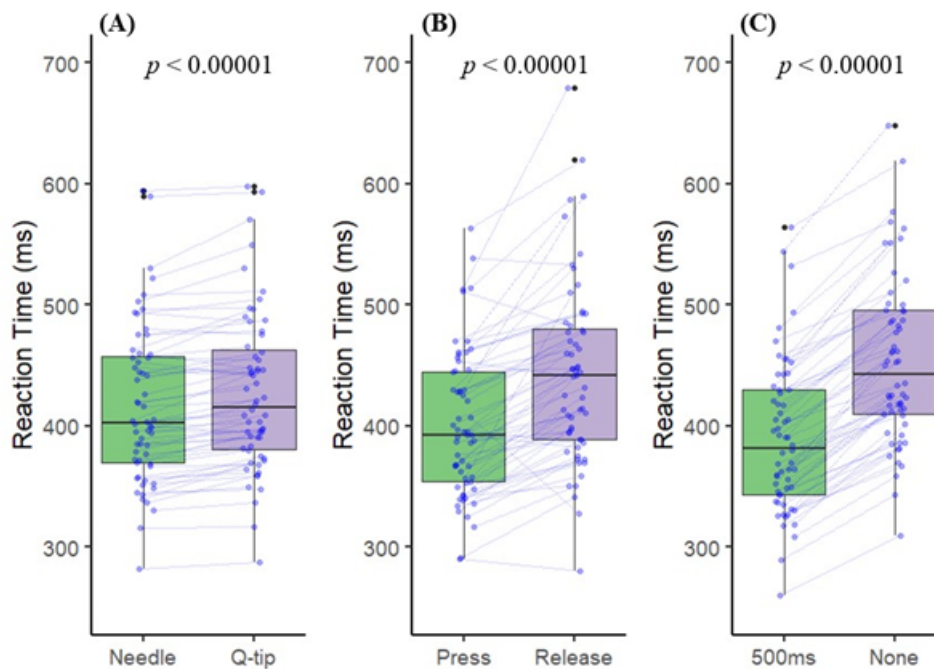 (A)
p < 0.00001
Reaction Time (ms)
700
600
500
400
300
Needle Q-tip
(B)
p < 0.00001
Reaction Time (ms)
700
600
500
400
300
Press Release
(C)
p < 0.00001
Reaction Time (ms)
700
600
500
400
300
500ms None